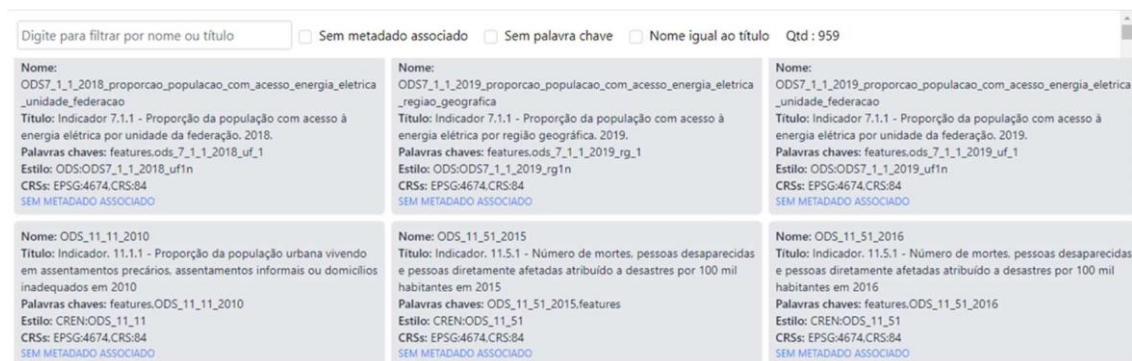 Digite para filtrar por nome ou título
Sem metadado associado
Sem palavra chave
Nome igual ao título
Qtd : 959
Nome:
ODS7_1_1_2018_proporcao_populacao_com_acesso_energia_eletrica
_unidade_federacao
Título: Indicador 7.1.1 - Proporção da população com acesso à
energia elétrica por unidade da federação. 2018.
Palavras chaves: features,ods_7_1_1_2018_uf_1
Estilo: ODS:ODS7_1_1_2018_uf1n
CRSs: EPSG:4674,CRS:84
SEM METADADO ASSOCIADO
Nome:
ODS7_1_1_2019_proporcao_populacao_com_acesso_energia_eletrica
_regiao_geografica
Título: Indicador 7.1.1 - Proporção da população com acesso à
energia elétrica por região geográfica. 2019.
Palavras chaves: features,ods_7_1_1_2019_rg_1
Estilo: ODS:ODS7_1_1_2019_rg1n
CRSs: EPSG:4674,CRS:84
SEM METADADO ASSOCIADO
Nome:
ODS7_1_1_2019_proporcao_populacao_com_acesso_energia_eletrica
_unidade_federacao
Título: Indicador 7.1.1 - Proporção da população com acesso à
energia elétrica por unidade da federação. 2019.
Palavras chaves: features,ods_7_1_1_2019_uf_1
Estilo: ODS:ODS7_1_1_2019_uf1n
CRSs: EPSG:4674,CRS:84
SEM METADADO ASSOCIADO
Nome: ODS_11_11_2010
Título: Indicador. 11.1.1 - Proporção da população urbana vivendo
em assentamentos precários, assentamentos informais ou domicílios
inadequados em 2010
Palavras chaves: features,ODS_11_11_2010
Estilo: CREN:ODS_11_11
CRSs: EPSG:4674,CRS:84
SEM METADADO ASSOCIADO
Nome: ODS_11_51_2015
Título: Indicador. 11.5.1 - Número de mortes, pessoas desaparecidas
e pessoas diretamente afetadas atribuído a desastres por 100 mil
habitantes em 2015
Palavras chaves: ODS_11_51_2015,features
Estilo: CREN:ODS_11_51
CRSs: EPSG:4674,CRS:84
SEM METADADO ASSOCIADO
Nome: ODS_11_51_2016
Título: Indicador. 11.5.1 - Número de mortes, pessoas desaparecidas
e pessoas diretamente afetadas atribuído a desastres por 100 mil
habitantes em 2016
Palavras chaves: features,ODS_11_51_2016
Estilo: CREN:ODS_11_51
CRSs: EPSG:4674,CRS:84
SEM METADADO ASSOCIADO